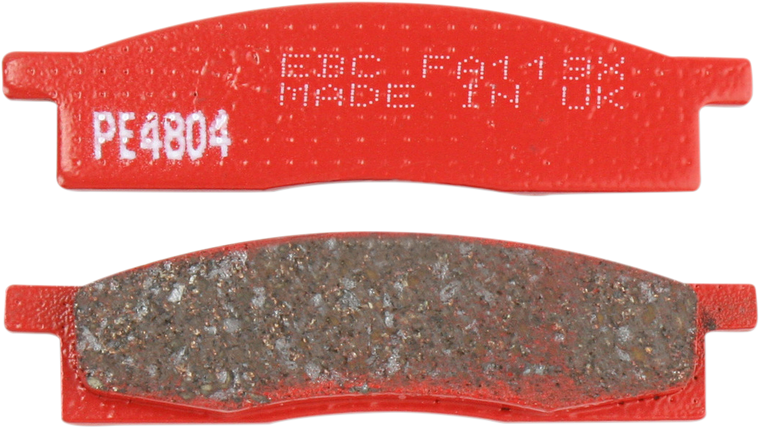 EBC FA119X
MADE IN UK
PE4804